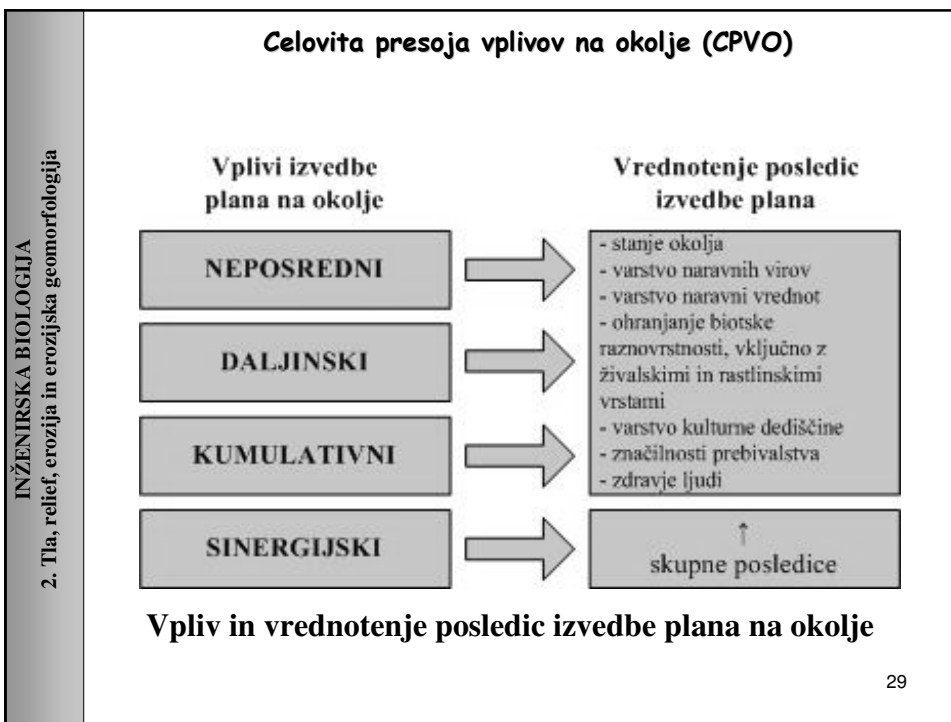 Celovita presoja vplivov na okolje (CPVO)
INŽENIRSKA BIOLOGIJA
2. Tla, relief, erozija in erozijska geomorfologija
Vplivi izvedbe
plana na okolje
NEPOSREDNI
DALJINSKI
KUMULATIVNI
SINERGIJSKI
Vrednotenje posledic
izvedbe plana
- stanje okolja
- varstvo naravnih virov
- varstvo naravni vrednot
- ohranjanje biotske
raznovrstnosti, vključno z
živalskimi in rastlinskimi
vrstami
- varstvo kulturne dediščine
- značilnosti prebivalstva
- zdravje ljudi
↑
skupne posledice
Vpliv in vrednotenje posledic izvedbe plana na okolje
29